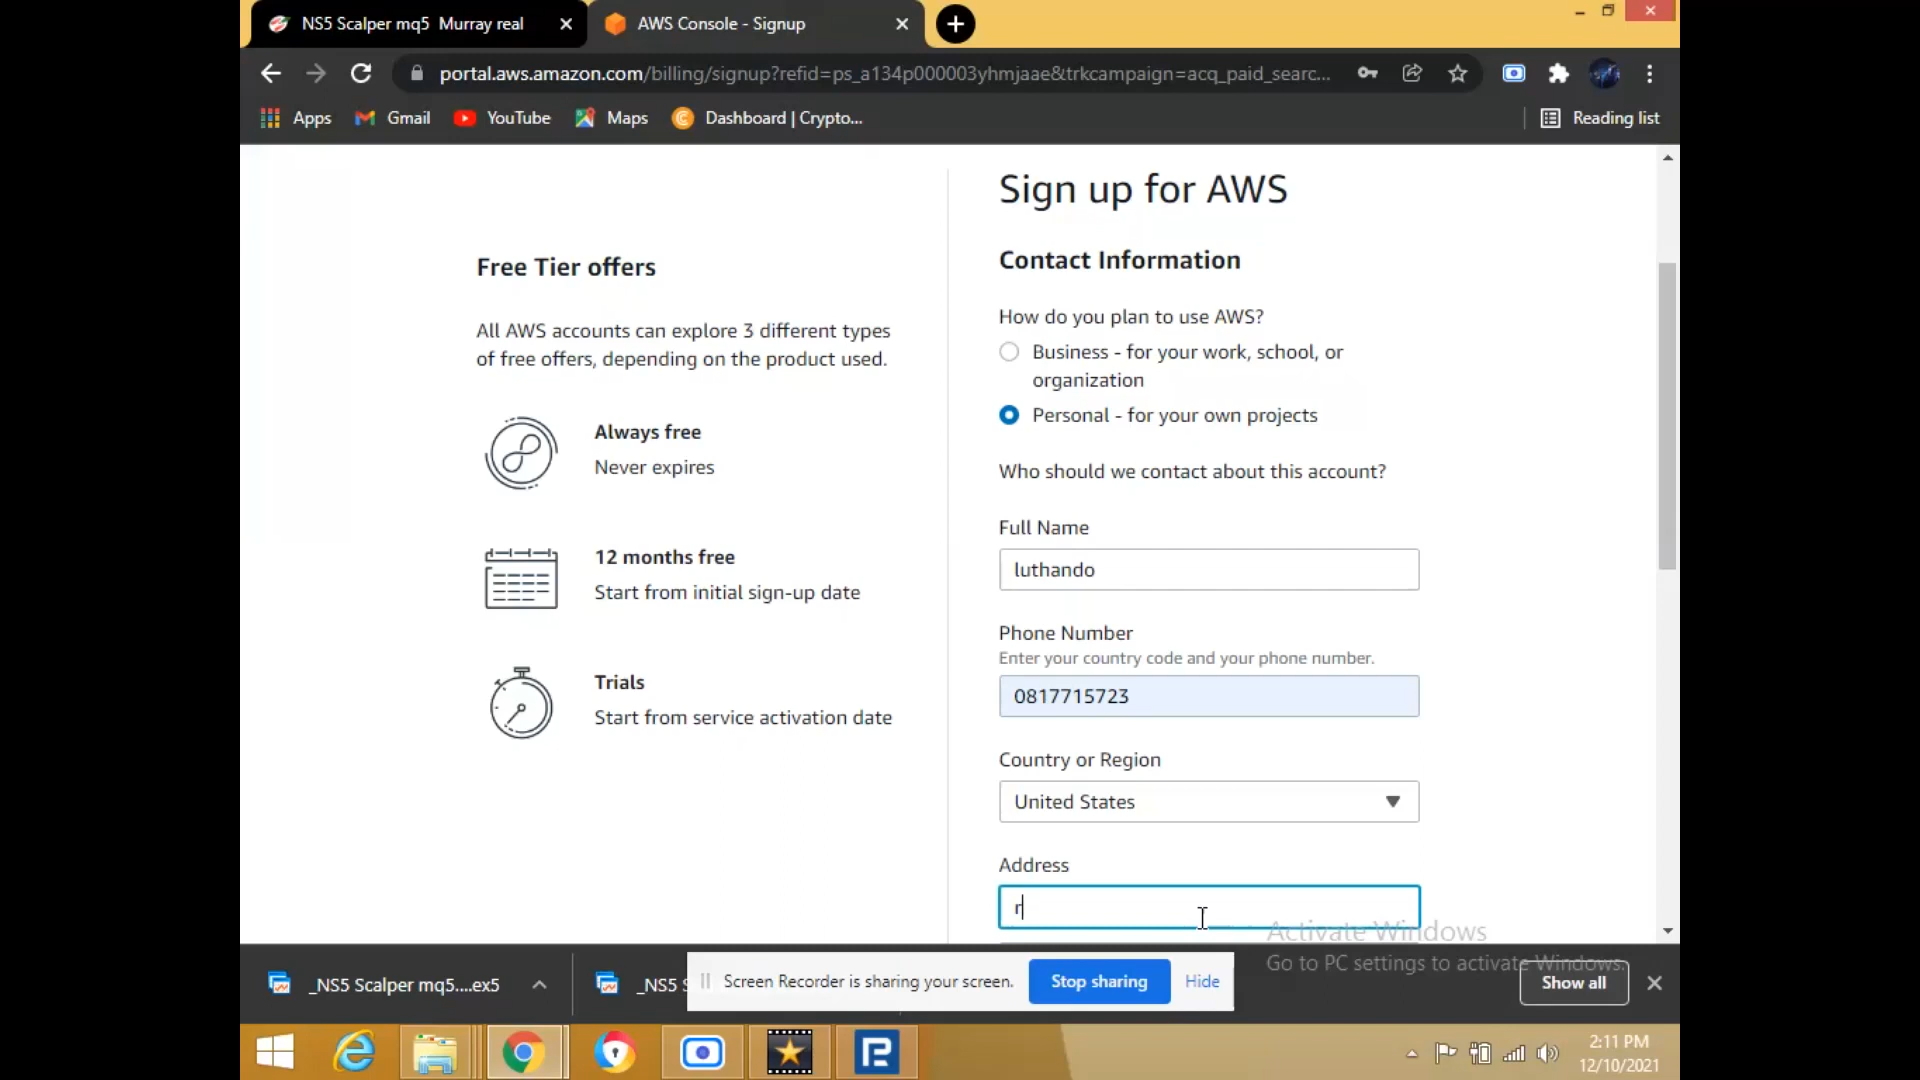 NS5 Scalper mq5 Murray real
AWS Console - Signup
portal.aws.amazon.com/billing/signup?refid=ps_a134p000003yhmjaae&trkcampaign=acq_paid_searc...
Apps
Gmail
YouTube
Maps
Dashboard | Crypto...
Reading list
Sign up for AWS
Free Tier offers
All AWS accounts can explore 3 different types
of free offers, depending on the product used.
Always free
Never expires
12 months free
Start from initial sign-up date
Trials
Start from service activation date
Contact Information
How do you plan to use AWS?
Business - for your work, school, or
organization
Personal - for your own projects
Who should we contact about this account?
Full Name
luthando
Phone Number
Enter your country code and your phone number.
0817715723
Country or Region
United States
Address
r
Activate Windows
Go to PC settings to activate Windows.
_NS5 Scalper mq5....ex5
_NS5 S
Screen Recorder is sharing your screen.
Stop sharing
Hide
Show all
2:11 PM
12/10/2021